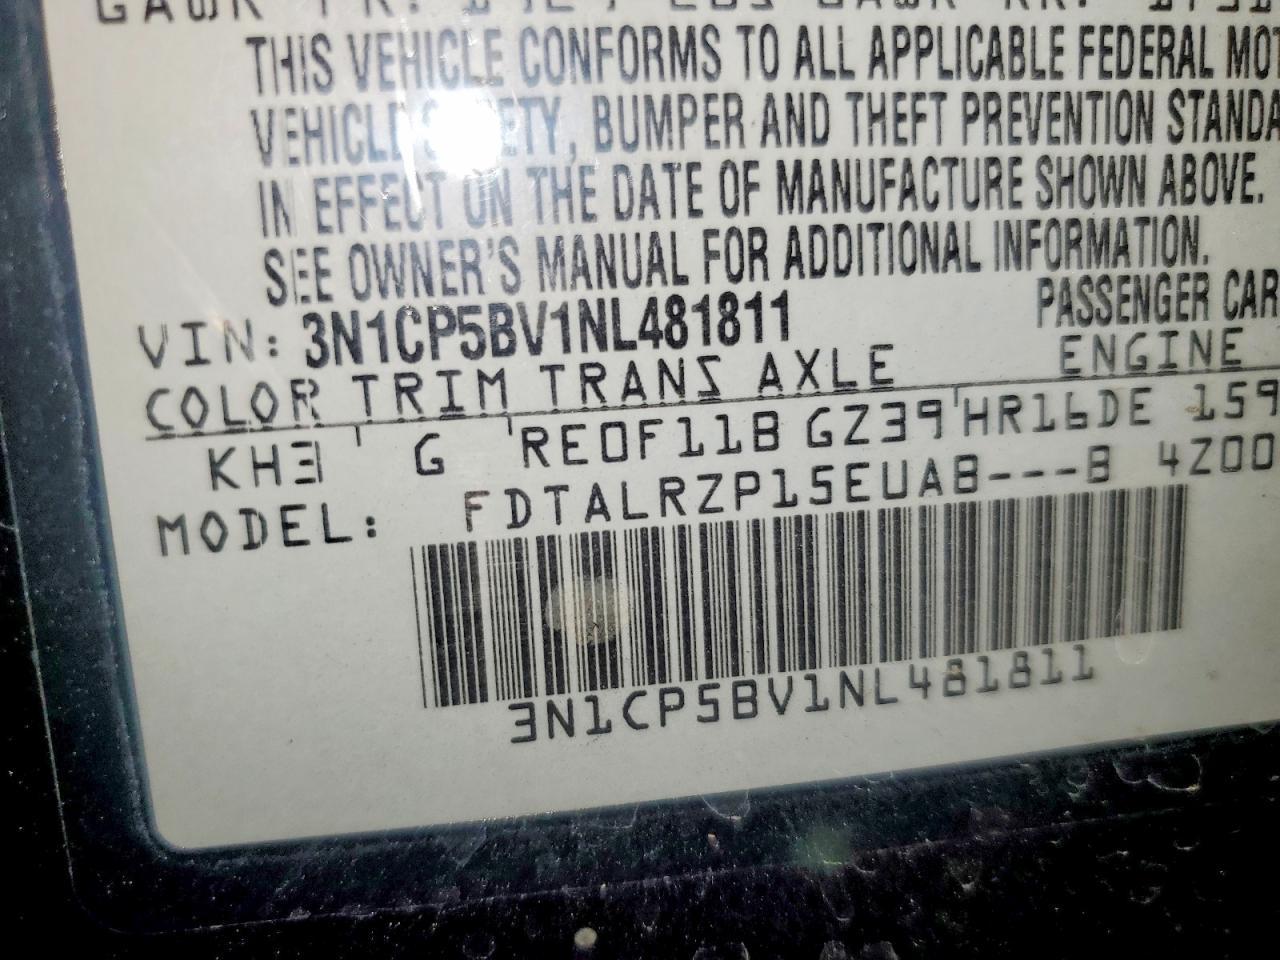 THIS VEHICLE CONFORMS TO ALL APPLICABLE FEDERAL MOT
VEHICLE SAFETY, BUMPER AND THEFT PREVENTION STANDA
IN EFFECT ON THE DATE OF MANUFACTURE SHOWN ABOVE.
SEE OWNER'S MANUAL FOR ADDITIONAL INFORMATION.
VIN: 3N1CP5BV1NL481811 PASSENGER CAR
COLOR TRIM TRANS AXLE ENGINE
KH3 G RE0F11B GZ39 HR16DE 159
MODEL: FDTALRZP15EUAB---B 4Z00
3N1CP5BV1NL481811